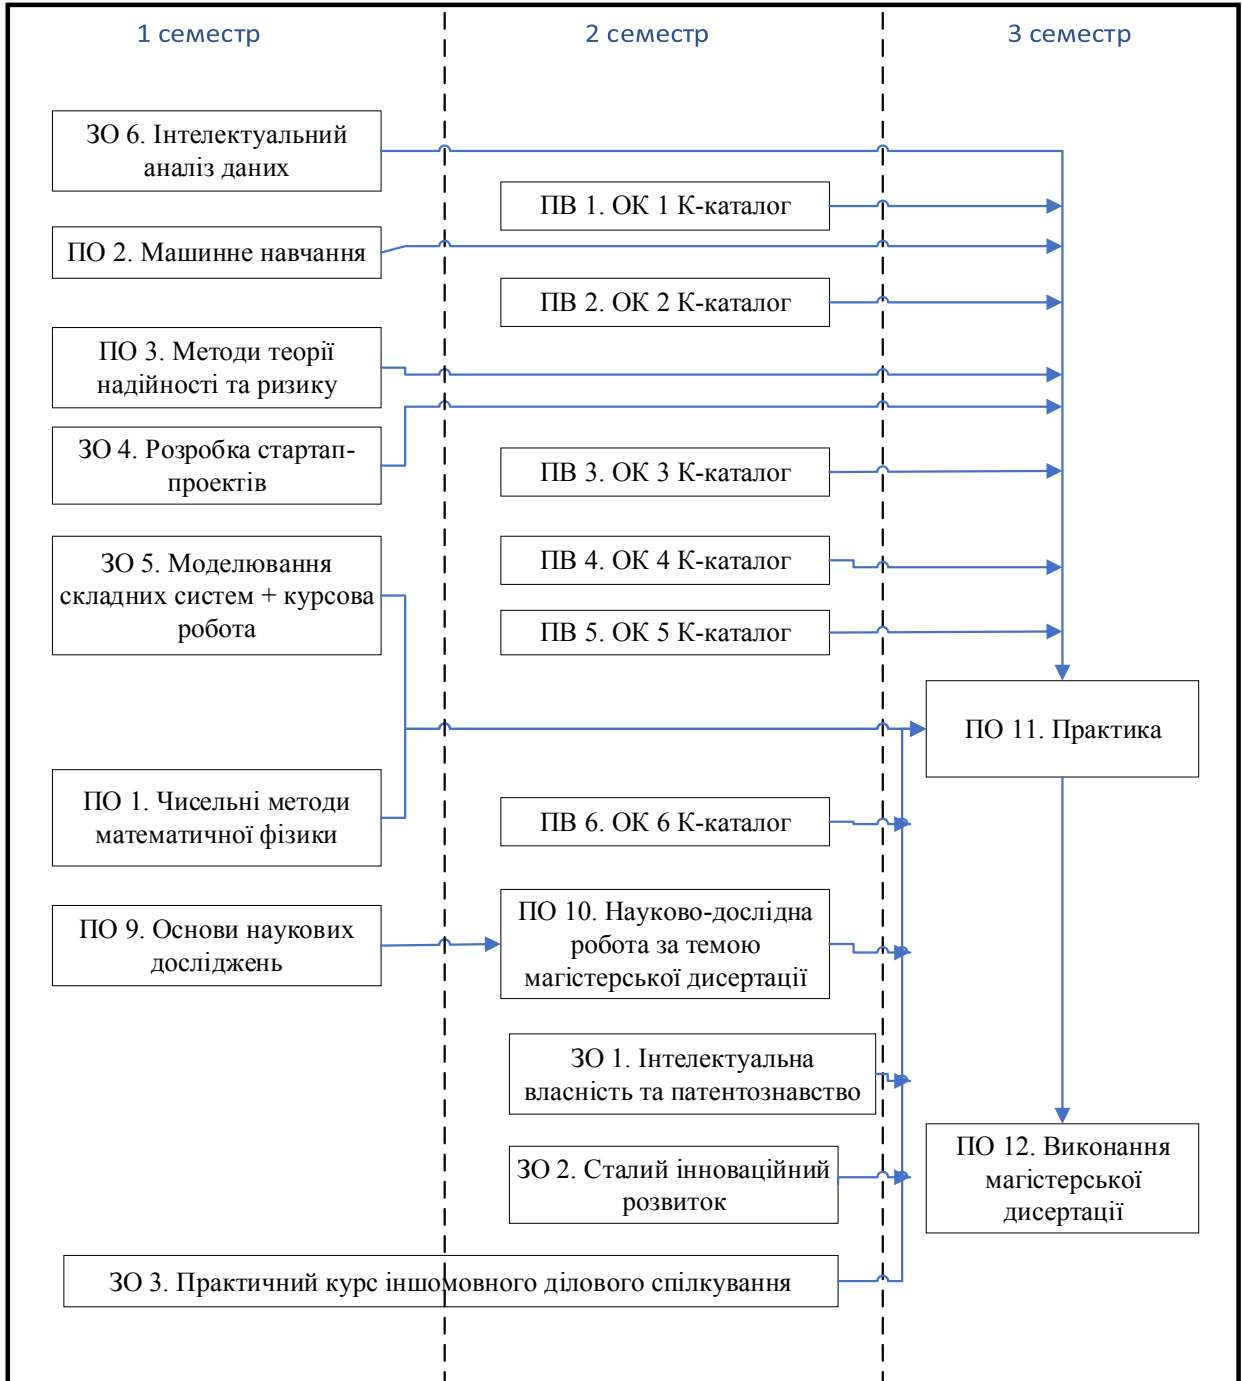 1 семестр
2 семестр
3 семестр
ЗО 6. Інтелектуальний
аналіз даних
ПВ 1. ОК 1 К-каталог
ПО 2. Машинне навчання
ПВ 2. ОК 2 К-каталог
ПО 3. Методи теорії
надійності та ризику
ЗО 4. Розробка стартап-
проектів
ПВ 3. ОК 3 К-каталог
ЗО 5. Моделювання
складних систем + курсова
робота
ПВ 4. ОК 4 К-каталог
ПВ 5. ОК 5 К-каталог
ПО 11. Практика
ПО 1. Чисельні методи
математичної фізики
ПВ 6. ОК 6 К-каталог
ПО 9. Основи наукових
досліджень
ПО 10. Науково-дослідна
робота за темою
магістерської дисертації
ЗО 1. Інтелектуальна
власність та патентознавство
ЗО 2. Сталий інноваційний
розвиток
ПО 12. Виконання
магістерської
дисертації
ЗО 3. Практичний курс іншомовного ділового спілкування